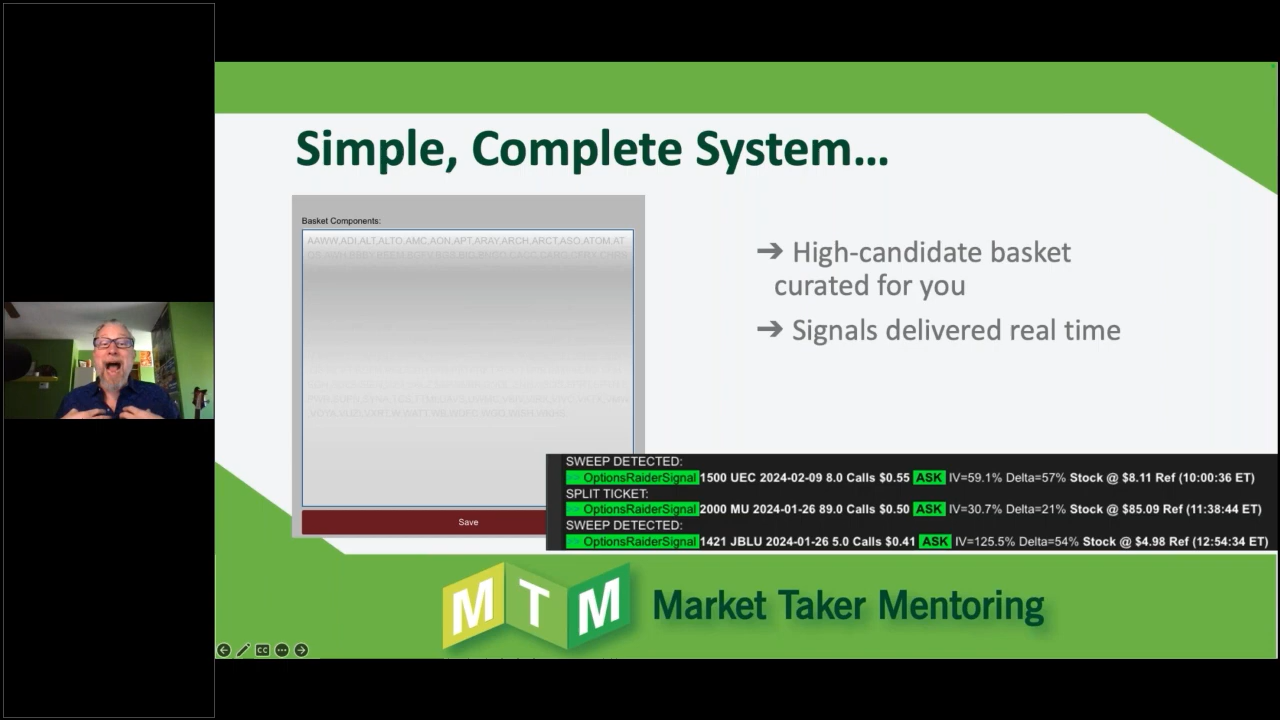 Simple, Complete System...
Basket Components:
AAWW,ADI,ALT,ALTO,AMC,AON,APT,ARAY,ARCH,ARCT,ASO,ATOM,AT
Save
➔ High-candidate basket
curated for you
➔ Signals delivered real time
SWEEP DETECTED:
OptionsRaiderSignal 1500 UEC 2024-02-09 8.0 Calls $0.55 ASK IV=59.1% Delta=57% Stock @ $8.11 Ref (10:00:36 ET)
SPLIT TICKET:
OptionsRaiderSignal 2000 MU 2024-01-26 89.0 Calls $0.50 ASK IV=30.7% Delta=21% Stock @ $85.09 Ref (11:38:44 ET)
SWEEP DETECTED:
OptionsRaiderSignal 1421 JBLU 2024-01-26 5.0 Calls $0.41 ASK IV=125.5% Delta=54% Stock @ $4.98 Ref (12:54:34 ET)
MTM Market Taker Mentoring
CC